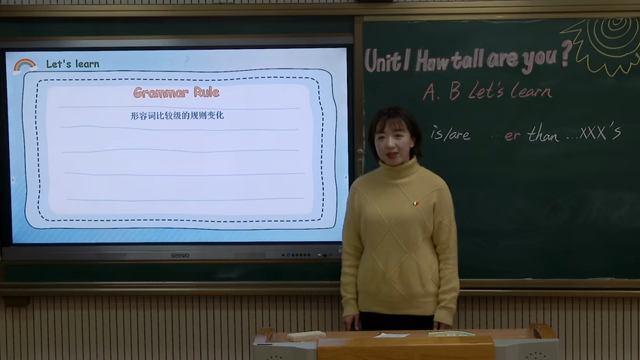 Let's learn
Grammar Rule
形容词比较级的规则变化
Unit1 How tall are you?
A. B Let's learn
is/are ...er than ...XXX's